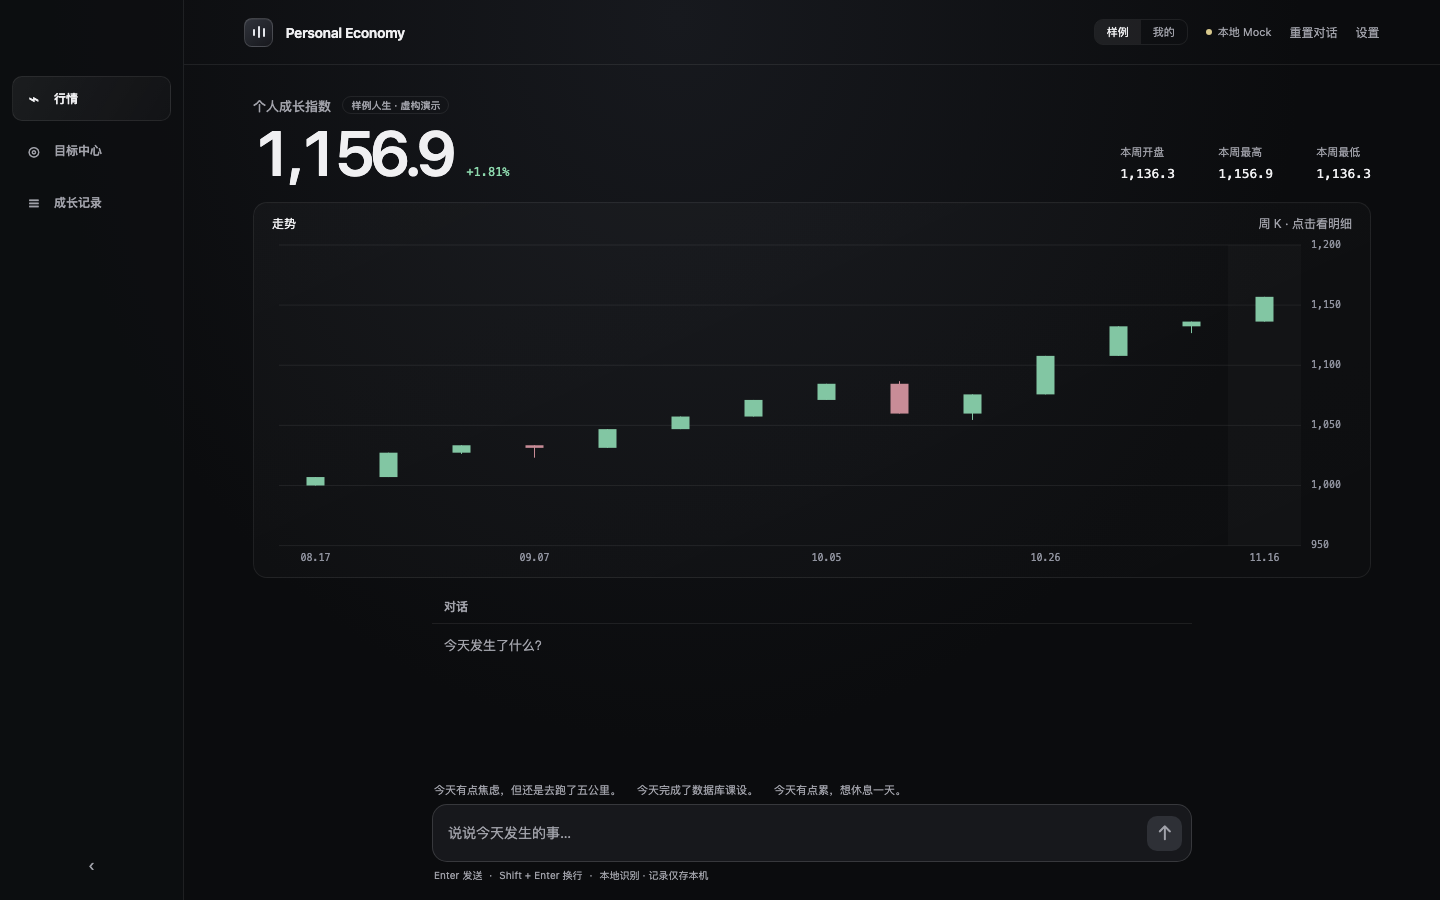 Personal Economy
样例 我的 本地 Mock 重置对话 设置
行情
目标中心
成长记录
个人成长指数 样例人生 · 虚构演示
1,156.9 +1.81%
本周开盘 本周最高 本周最低
1,136.3 1,156.9 1,136.3
走势 周 K · 点击看明细
1,200
1,150
1,100
1,050
1,000
950
08.17 09.07 10.05 10.26 11.16
对话
今天发生了什么?
今天有点焦虑，但还是去跑了五公里。 今天完成了数据库课设。 今天有点累，想休息一天。
说说今天发生的事...
Enter 发送 · Shift + Enter 换行 · 本地识别 · 记录仅存本机